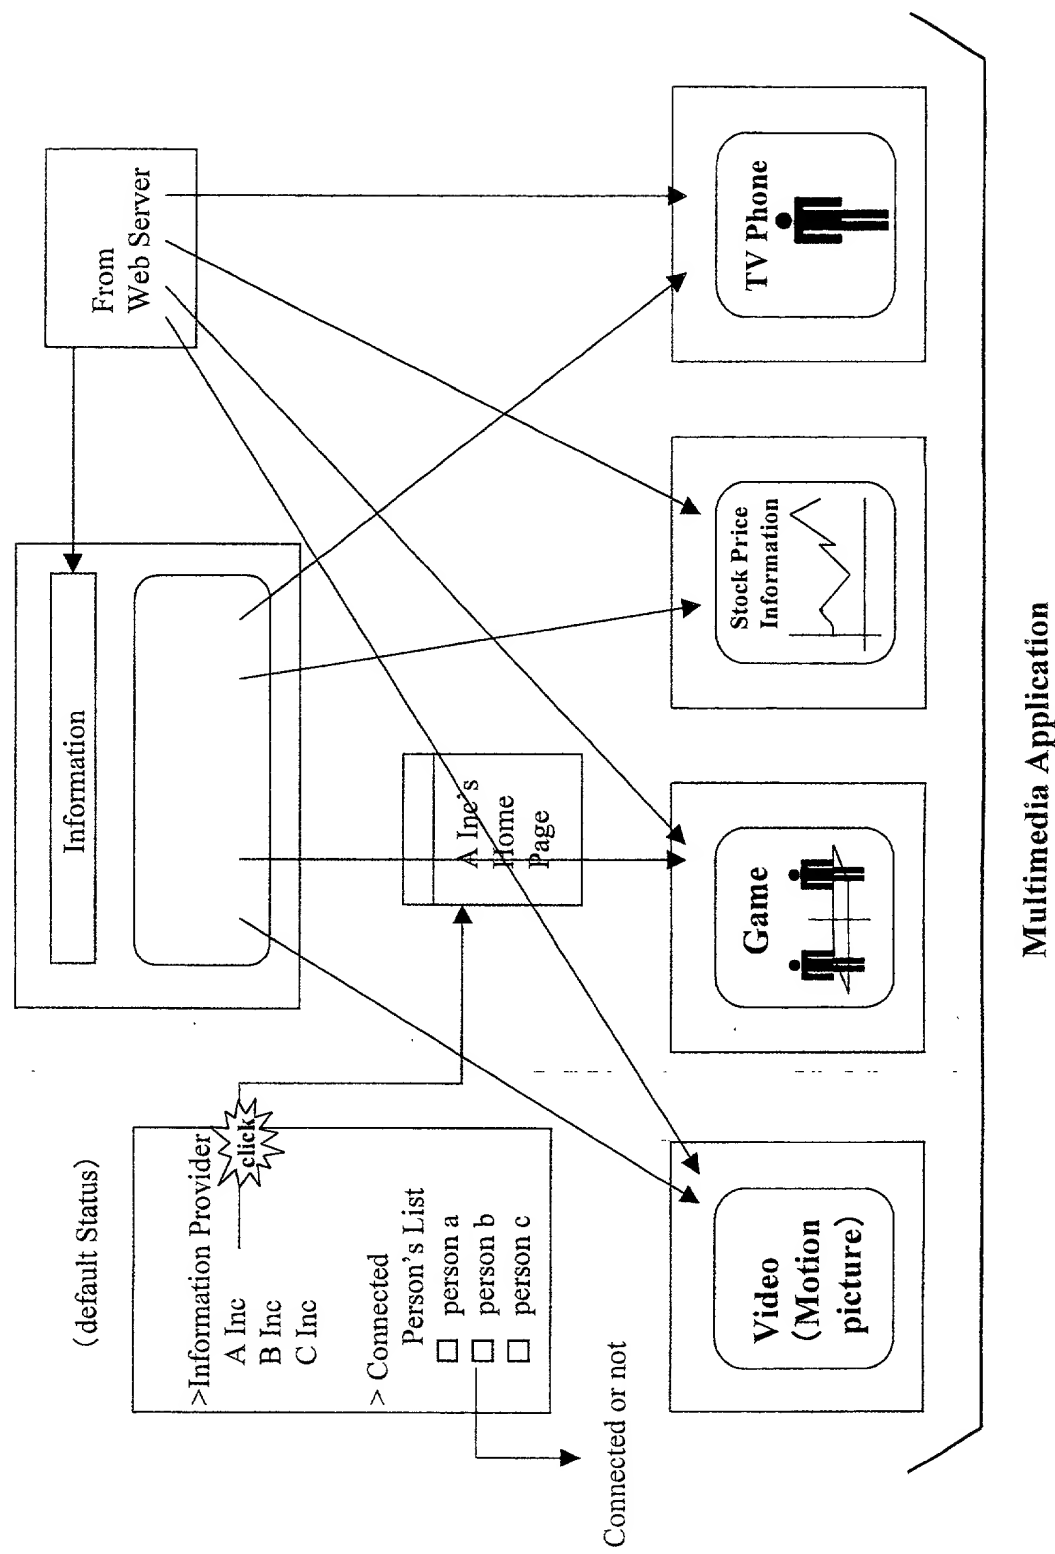 (default Status)
>Information Provider
A Inc
B Inc
C Inc
click
> Connected
Person's List
□ person a
□ person b
□ person c
Connected or not
Information
From
Web Server
A Inc's
Home
Page
Video
(Motion
picture)
Game
Stock Price
Information
TV Phone
Multimedia Application